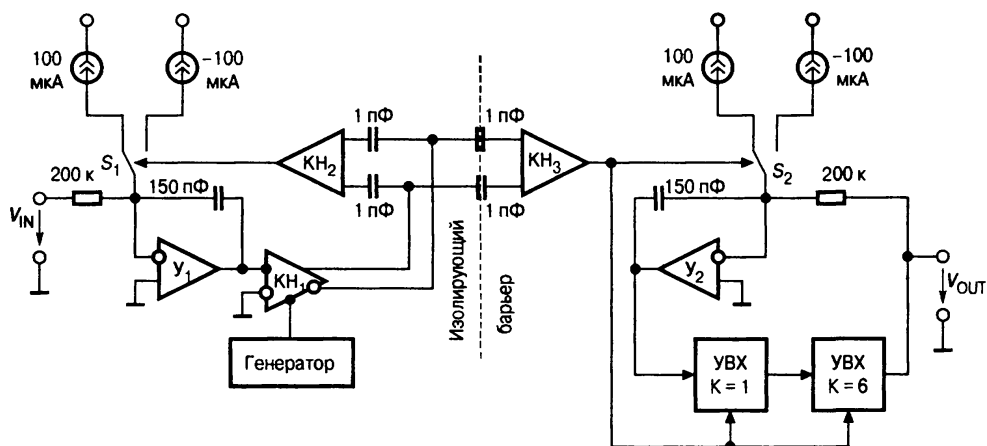 100
мкА
-100
мкА
100
мкА
-100
мкА
1 пФ
1 пФ
S1
КН2
КН3
S2
200 к
150 пФ
1 пФ
1 пФ
150 пФ
200 к
VIN
У1
КН1
У2
VOUT
Изолирующий
барьер
Генератор
УВХ
K = 1
УВХ
K = 6